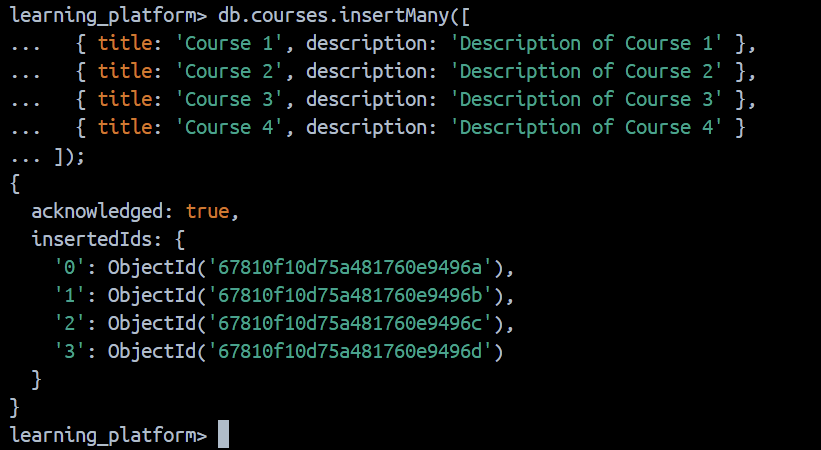 learning_platform> db.courses.insertMany([
...   { title: 'Course 1', description: 'Description of Course 1' },
...   { title: 'Course 2', description: 'Description of Course 2' },
...   { title: 'Course 3', description: 'Description of Course 3' },
...   { title: 'Course 4', description: 'Description of Course 4' }
... ]);
{
  acknowledged: true,
  insertedIds: {
    '0': ObjectId('67810f10d75a481760e9496a'),
    '1': ObjectId('67810f10d75a481760e9496b'),
    '2': ObjectId('67810f10d75a481760e9496c'),
    '3': ObjectId('67810f10d75a481760e9496d')
  }
}
learning_platform>